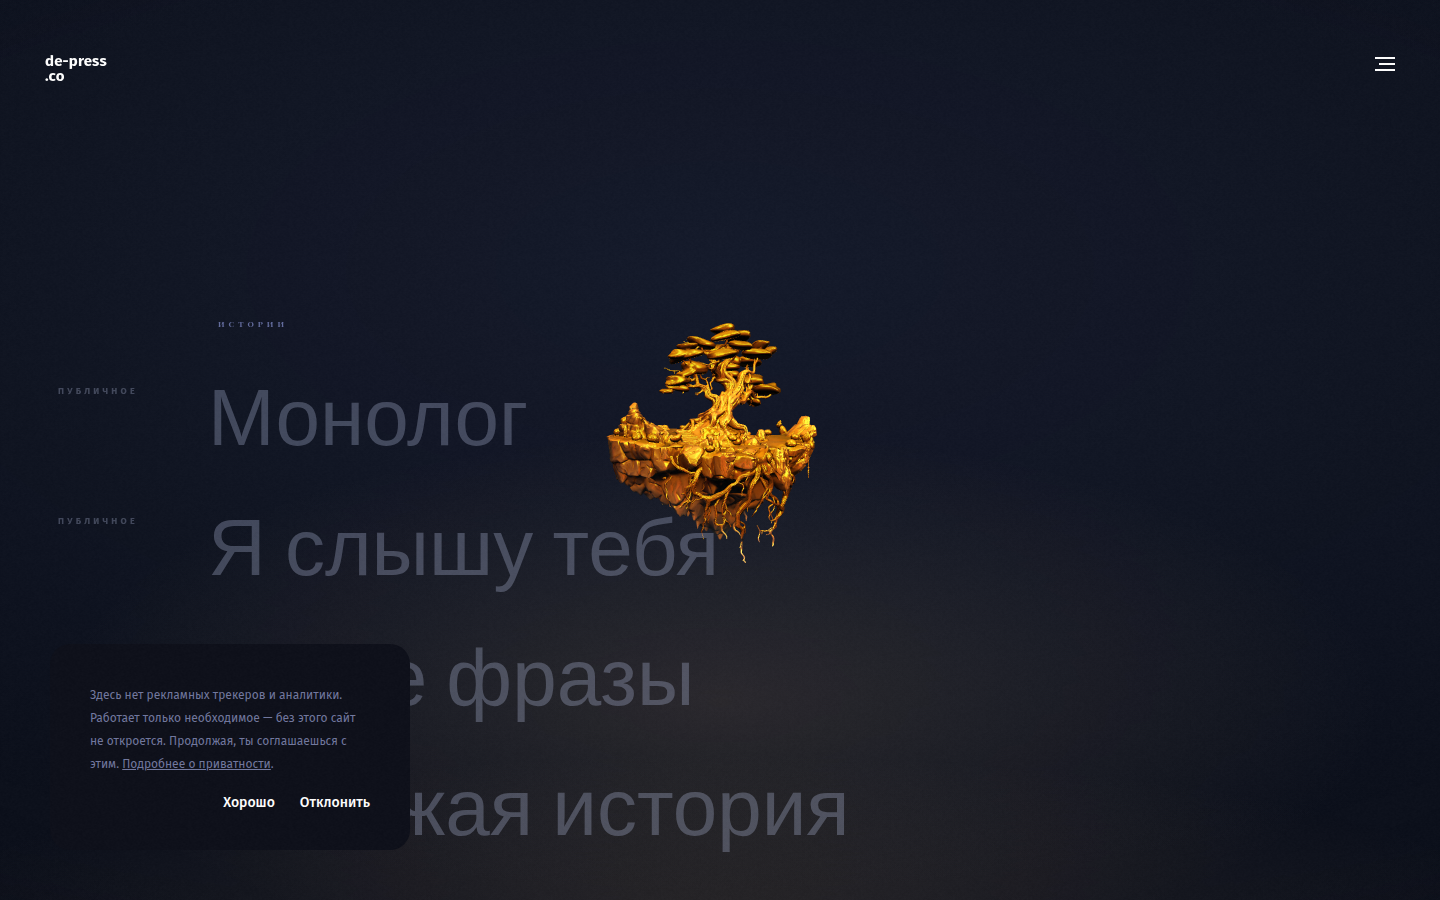 de-press
.co
ИСТОРИИ
ПУБЛИЧНОЕ
Монолог
ПУБЛИЧНОЕ
Я слышу тебя
фразы
история
Здесь нет рекламных трекеров и аналитики.
Работает только необходимое — без этого сайт
не откроется. Продолжая, ты соглашаешься с
этим. Подробнее о приватности.
Хорошо Отклонить